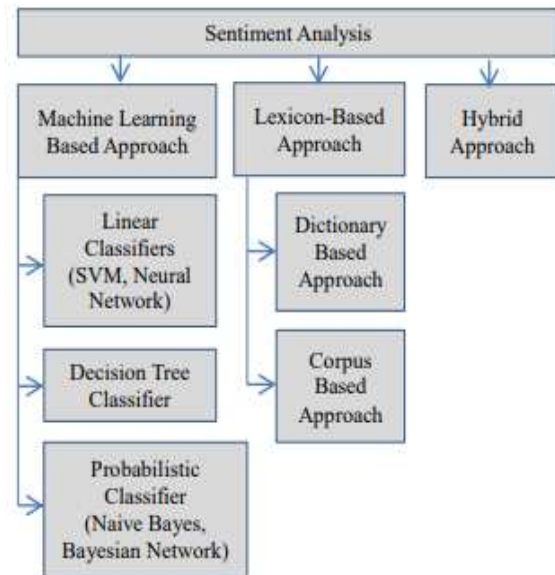 Sentiment Analysis
Machine Learning
Based Approach
Lexicon-Based
Approach
Hybrid
Approach
Linear
Classifiers
(SVM, Neural
Network)
Decision Tree
Classifier
Probabilistic
Classifier
(Naive Bayes,
Bayesian Network)
Dictionary
Based
Approach
Corpus
Based
Approach